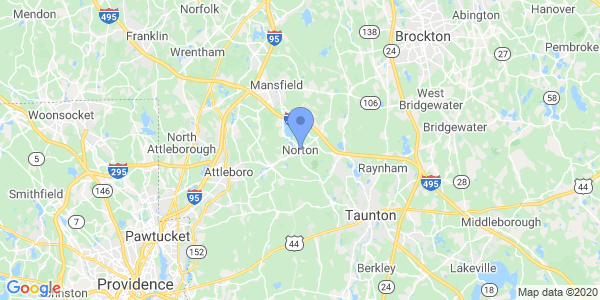 Mendon
495
Norfolk
Abington
Hanover
Franklin
95
138
24
Brockton
Wrentham
Pembroke
Mansfield
106
West
Bridgewater
58
Woonsocket
Bridgewater
North
Attleborough
Norton
5
295
Attleboro
Raynham
Smithfield
146
95
495
28
44
7
Taunton
Middleborough
Pawtucket
152
44
Providence
Berkley
Lakeville
Johnston
Google
Map data ©2020